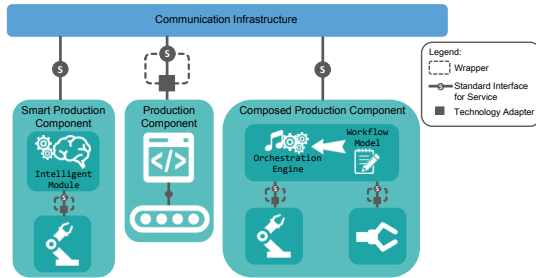 Communication Infrastructure
S
S
S
Legend:
Wrapper
S
Standard Interface
for Service
Technology Adapter
Smart Production
Component
Intelligent
Module
S
Production
Component
</>
Composed Production Component
Orchestration
Engine
Workflow
Model
S
S